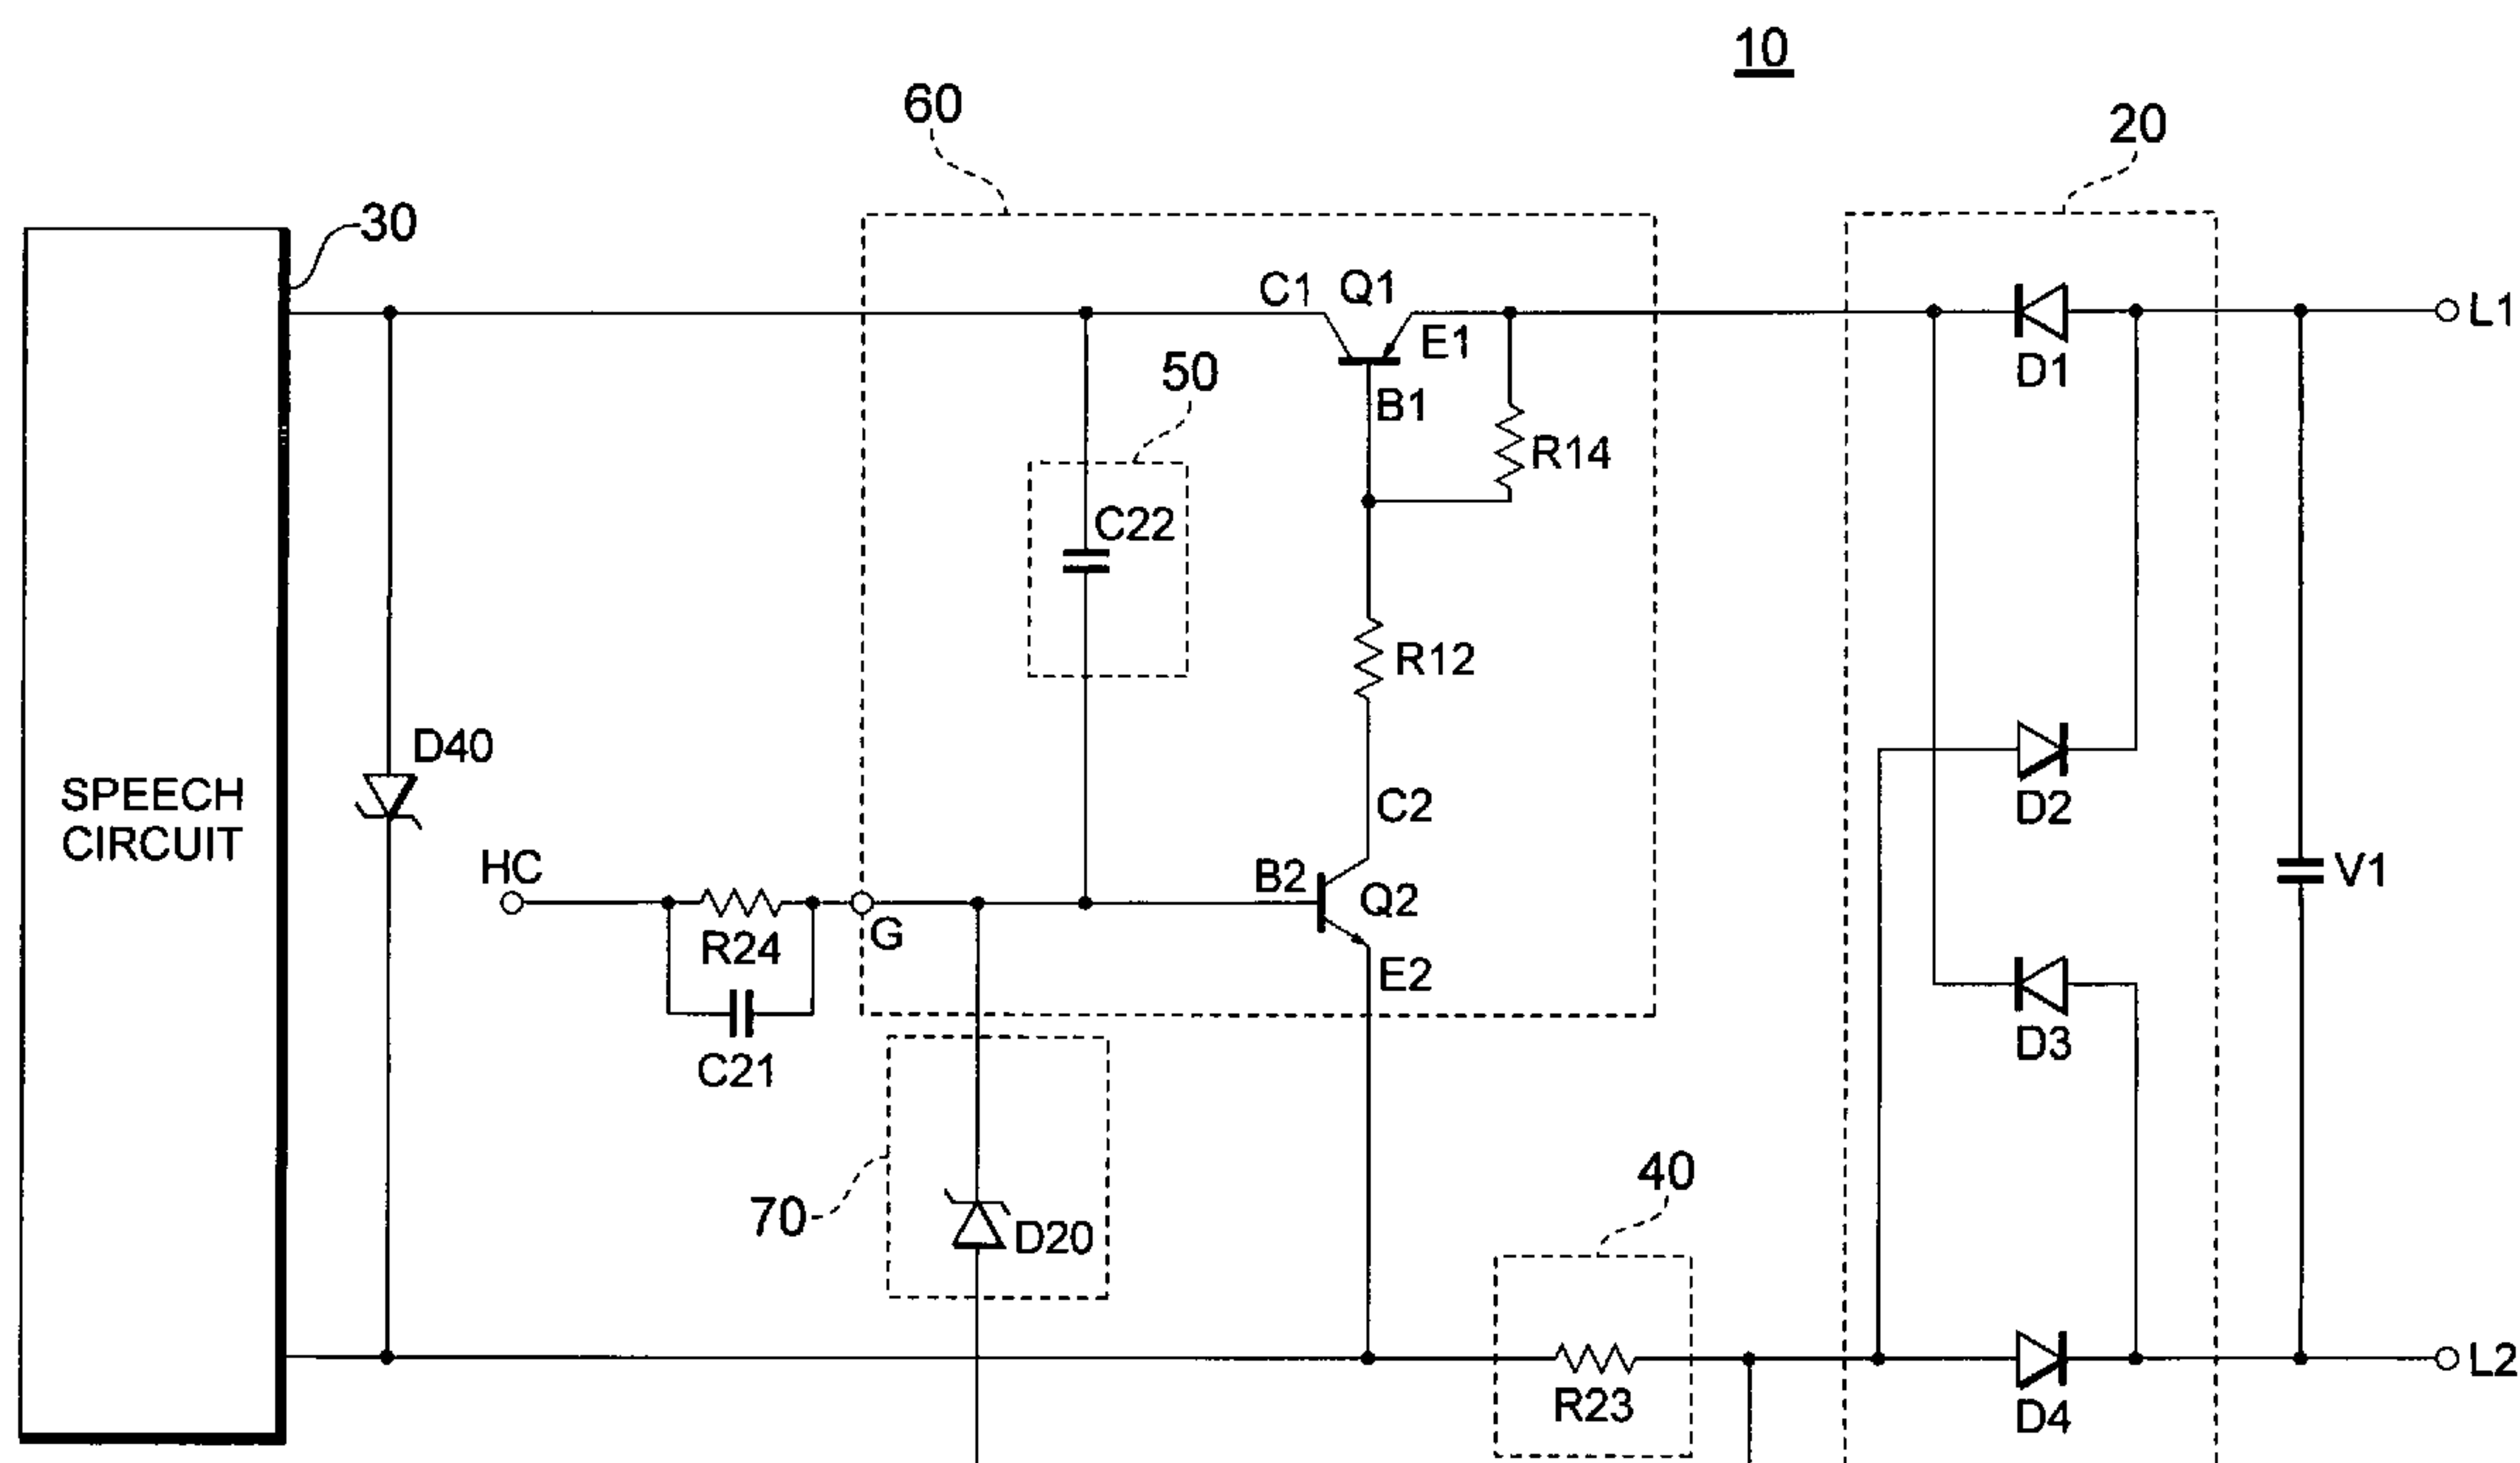 10
60
20
30
C1
Q1
L1
E1
50
D1
B1
R14
C22
R12
D40
SPEECH
CIRCUIT
C2
D2
HC
B2
Q2
V1
G
R24
E2
D3
C21
40
70
D20
L2
R23
D4